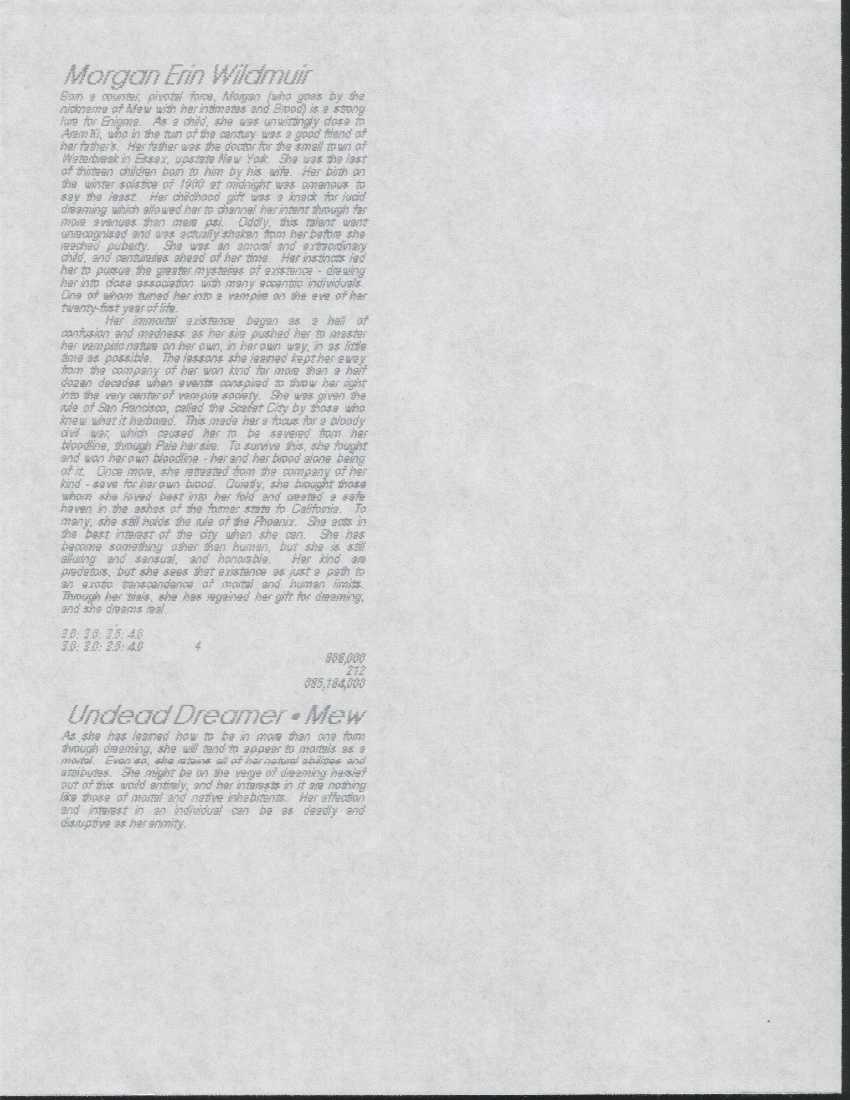 Morgan Erin Wildmuir
Born a counter, pivotal force, Morgan (who goes by the
nickname of Mew with her intimates and Brood) is a strong
lure for Enigma. As a child, she was unwittingly close to
Aram Ki, who in the turn of the century was a good friend of
her father's. Her father was the doctor for the small town of
Waterbreak in Essex, upstate New York. She was the last
of thirteen children born to him by his wife. Her birth on
the winter solstice of 1900 at midnight was omenous to
say the least. Her childhood gift was a knack for lucid
dreaming which allowed her to channel her intent through far
more avenues than mere psi. Oddly, this talent want
unrecognised and was actually shaken from her before she
reached puberty. She was an amoral and extraordinary
child, and centuraries ahead of her time. Her instincts led
her to pursue the greater mysteries of existence - drawing
her into close association with many eccentric individuals.
One of whom turned her into a vampire on the eve of her
twenty-first year of life.
Her immortal existence began as a hell of
confusion and madness as her sire pushed her to master
her vampiric nature on her own, in her own way, in as little
time as possible. The lessons she learned kept her away
from the company of her won kind for more than a half
dozen decades when events conspired to throw her right
into the very center of vampire society. She was given the
rule of San Francisco, called the Scarlet City by those who
knew what it harbored. This made her a focus for a bloody
civil war, which caused her to be severed from her
bloodline, through Pale her sire. To survive this, she fought
and won her own bloodline - her and her brood alone being
of it. Once more, she retreated from the company of her
kind - save for her own brood. Quietly, she brought those
whom she loved best into her fold and created a safe
haven in the ashes of the former state fo California. To
many, she still holds the rule of the Phoenix. She acts in
the best interest of the city when she can. She has
become something other than human, but she is still
alluring and sensual, and honorable. Her kind are
predators, but she sees that existence as just a path to
an exotic transcendence of mortal and human limits.
Through her trials, she has regained her gift for dreaming,
and she dreams real.
3.0: 3.0: 2.5: 4.0
3.0: 3.0: 2.5: 4.0 4
212
Undead Dreamer • Mew
As she has learned how to be in more than one form
through dreaming, she will tend to appear to mortals as a
mortal. Even so, she retains all of her natural abilities and
attributes. She might be on the verge of dreaming herself
out of this world entirely, and her interests in it are nothing
like those of mortal and native inhabitents. Her affection
and interest in an individual can be as deadly and
disruptive as her enmity.